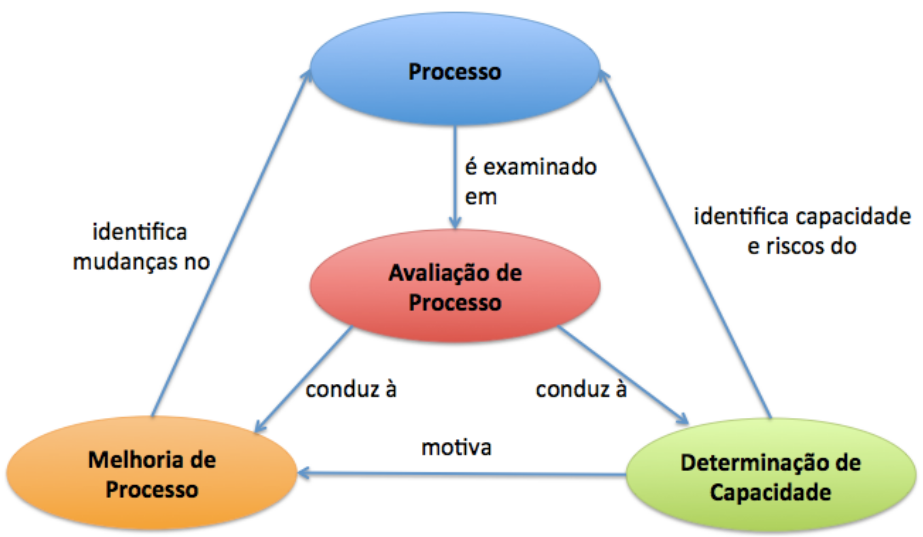 Processo
é examinado
em
identifica
mudanças no
identifica capacidade
e riscos do
Avaliação de
Processo
conduz à
conduz à
motiva
Melhoria de
Processo
Determinação de
Capacidade